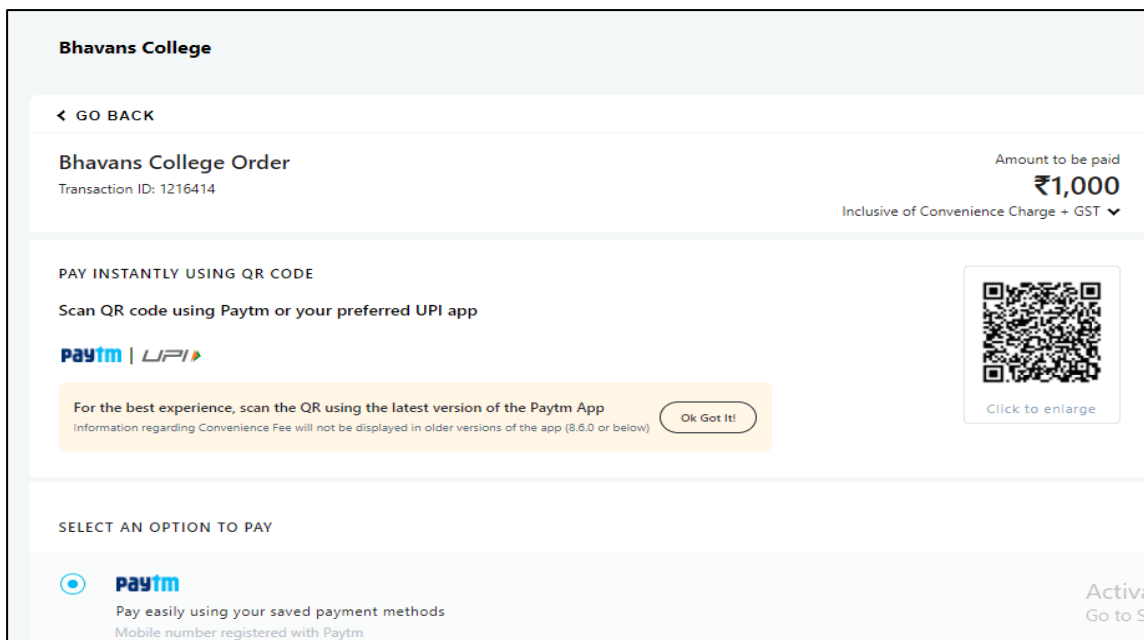 Bhavans College
GO BACK
Bhavans College Order
Transaction ID: 1216414
Amount to be paid
₹1,000
Inclusive of Convenience Charge + GST
PAY INSTANTLY USING QR CODE
Scan QR code using Paytm or your preferred UPI app
paytm | UPI
For the best experience, scan the QR using the latest version of the Paytm App
Information regarding Convenience Fee will not be displayed in older versions of the app (8.6.0 or below)
Ok Got It!
Click to enlarge
SELECT AN OPTION TO PAY
paytm
Pay easily using your saved payment methods
Mobile number registered with Paytm
Activa
Go to S